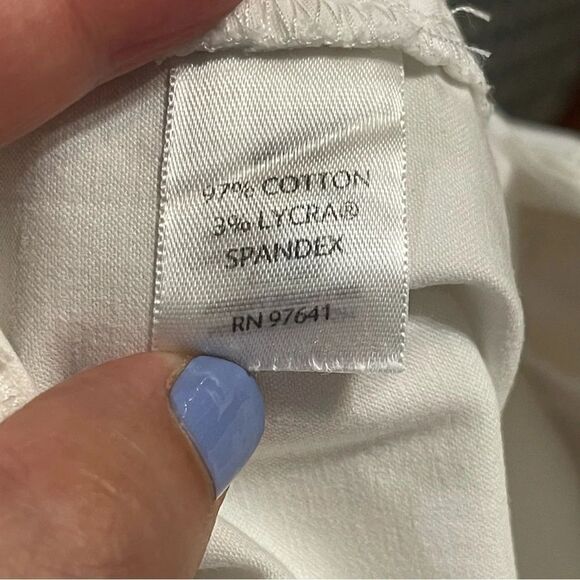 97% COTTON
3% LYCRA®
SPANDEX
RN 97641